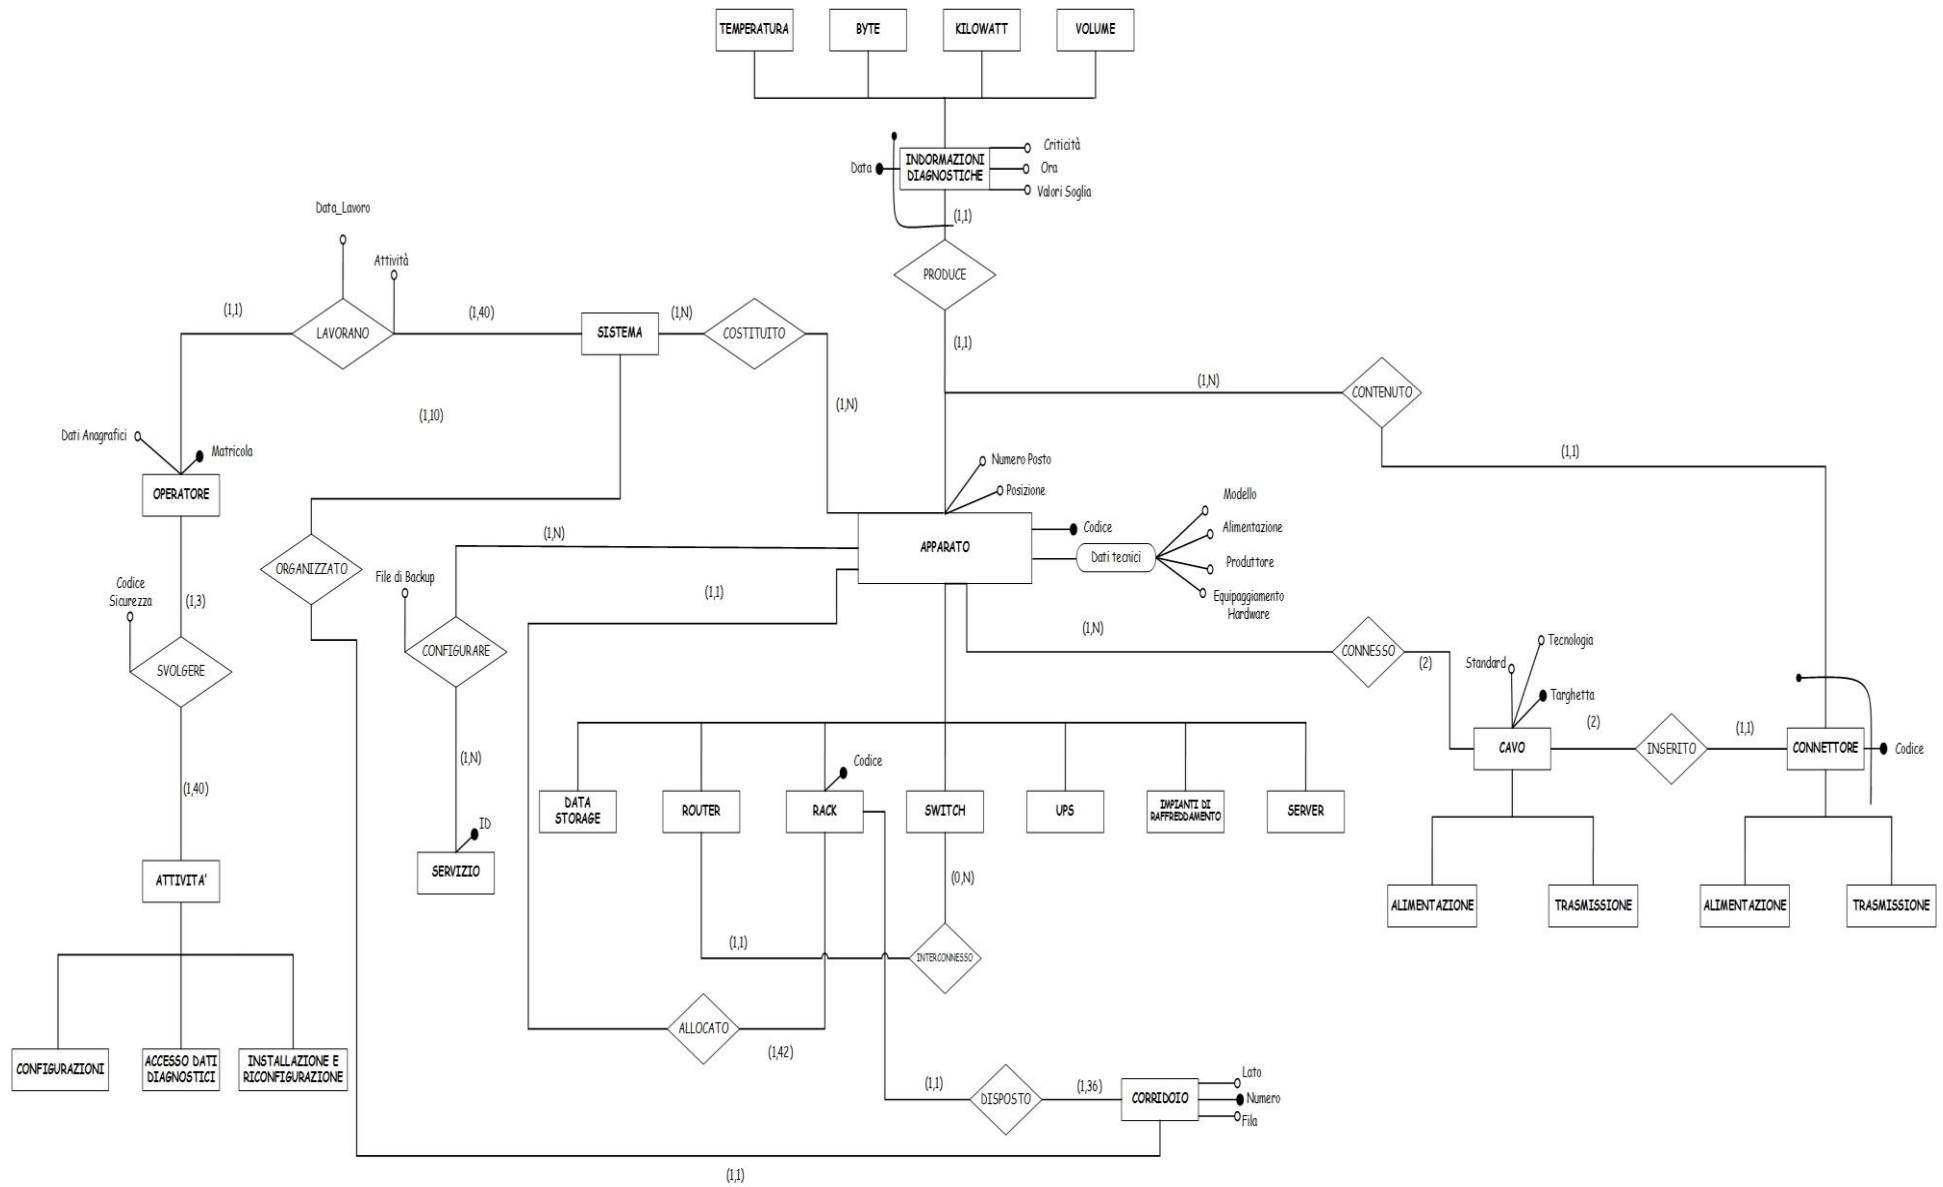 TEMPERATURA
BYTE
KILOWATT
VOLUME
Data
INDORMAZIONI
DIAGNOSTICHE
Criticità
Ora
Valori Soglia
(1,1)
Data_Lavoro
Attività
PRODUCE
(1,1)
(1,1)
LAVORANO
(1,40)
SISTEMA
(1,N)
COSTITUITO
(1,N)
(1,N)
CONTENUTO
(1,1)
(1,10)
Dati Anagrafici
Matricola
OPERATORE
Numero Posto
Posizione
APPARATO
Codice
Dati tecnici
Modello
Alimentazione
Produttore
Equipaggiamento
Hardware
ORGANIZZATO
(1,N)
File di Backup
(1,1)
Codice
Sicurezza
(1,3)
SVOLGERE
CONFIGURARE
(1,N)
CONNESSO
(2)
Standard
Tecnologia
Targhetta
CAVO
(2)
INSERITO
(1,1)
CONNETTORE
Codice
(1,N)
(1,40)
Codice
DATA
STORAGE
ROUTER
RACK
SWITCH
UPS
IMPIANTI DI
RAFFREDDAMENTO
SERVER
ID
SERVIZIO
ATTIVITA'
(0,N)
ALIMENTAZIONE
TRASMISSIONE
ALIMENTAZIONE
TRASMISSIONE
(1,1)
INTERCONNESSO
ALLOCATO
(1,42)
CONFIGURAZIONI
ACCESSO DATI
DIAGNOSTICI
INSTALLAZIONE E
RICONFIGURAZIONE
(1,1)
DISPOSTO
(1,36)
CORRIDOIO
Lato
Numero
Fila
(1,1)